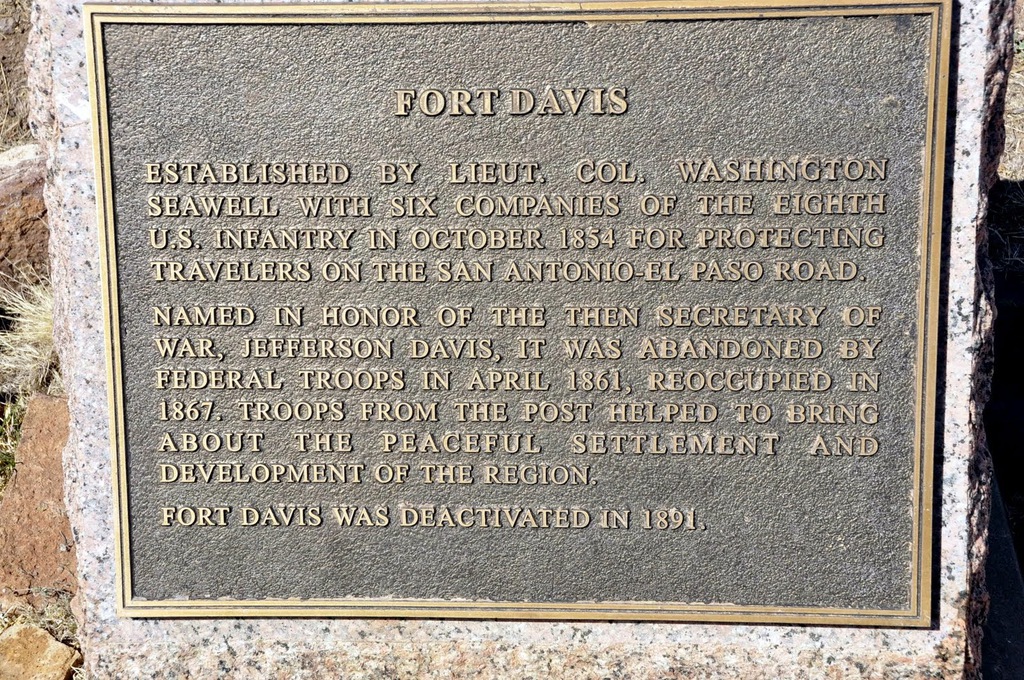 FORT DAVIS
ESTABLISHED BY LIEUT. COL. WASHINGTON
SEAWELL WITH SIX COMPANIES OF THE EIGHTH
U.S. INFANTRY IN OCTOBER 1854 FOR PROTECTING
TRAVELERS ON THE SAN ANTONIO-EL PASO ROAD.
NAMED IN HONOR OF THE THEN SECRETARY OF
WAR, JEFFERSON DAVIS, IT WAS ABANDONED BY
FEDERAL TROOPS IN APRIL 1861, REOCCUPIED IN
1867. TROOPS FROM THE POST HELPED TO BRING
ABOUT THE PEACEFUL SETTLEMENT AND
DEVELOPMENT OF THE REGION.
FORT DAVIS WAS DEACTIVATED IN 1891.